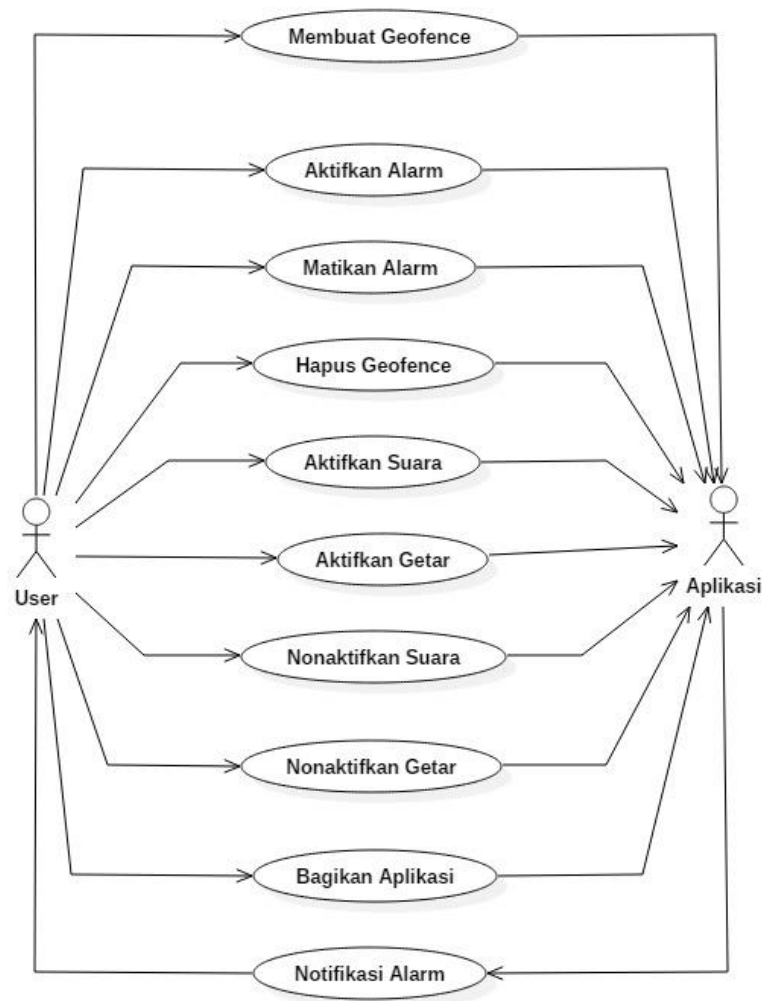 Membuat Geofence
Aktifkan Alarm
Matikan Alarm
Hapus Geofence
Aktifkan Suara
Aktifkan Getar
User
Aplikasi
Nonaktifkan Suara
Nonaktifkan Getar
Bagikan Aplikasi
Notifikasi Alarm